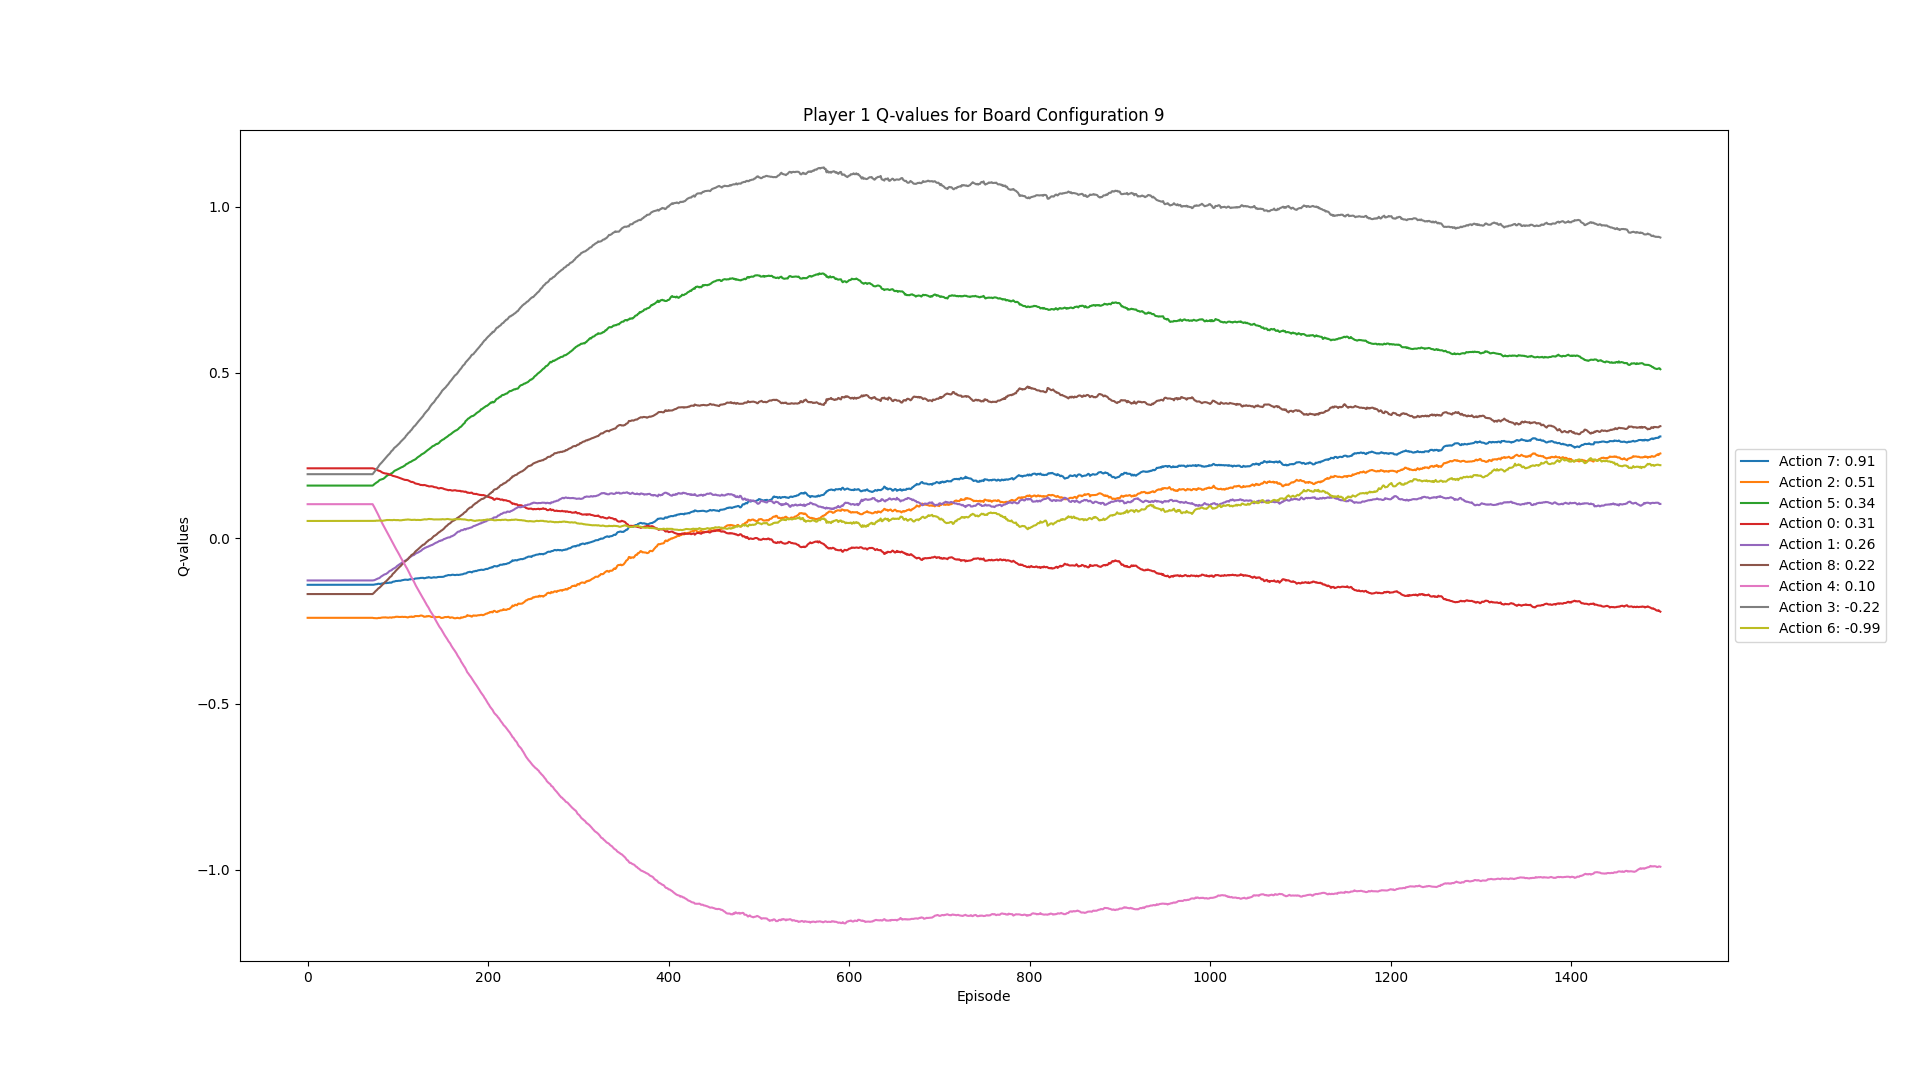 Player 1 Q-values for Board Configuration 9
1.0
0.5
0.0
−0.5
−1.0
Q-values
0 200 400 600 800 1000 1200 1400
Episode
Action 7: 0.91
Action 2: 0.51
Action 5: 0.34
Action 0: 0.31
Action 1: 0.26
Action 8: 0.22
Action 4: 0.10
Action 3: -0.22
Action 6: -0.99